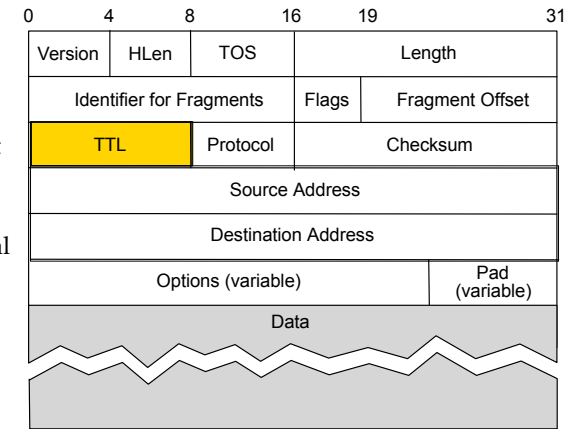 0 4 8 16 19 31
Version HLen TOS Length
Identifier for Fragments Flags Fragment Offset
TTL Protocol Checksum
Source Address
Destination Address
Options (variable) Pad
(variable)
Data